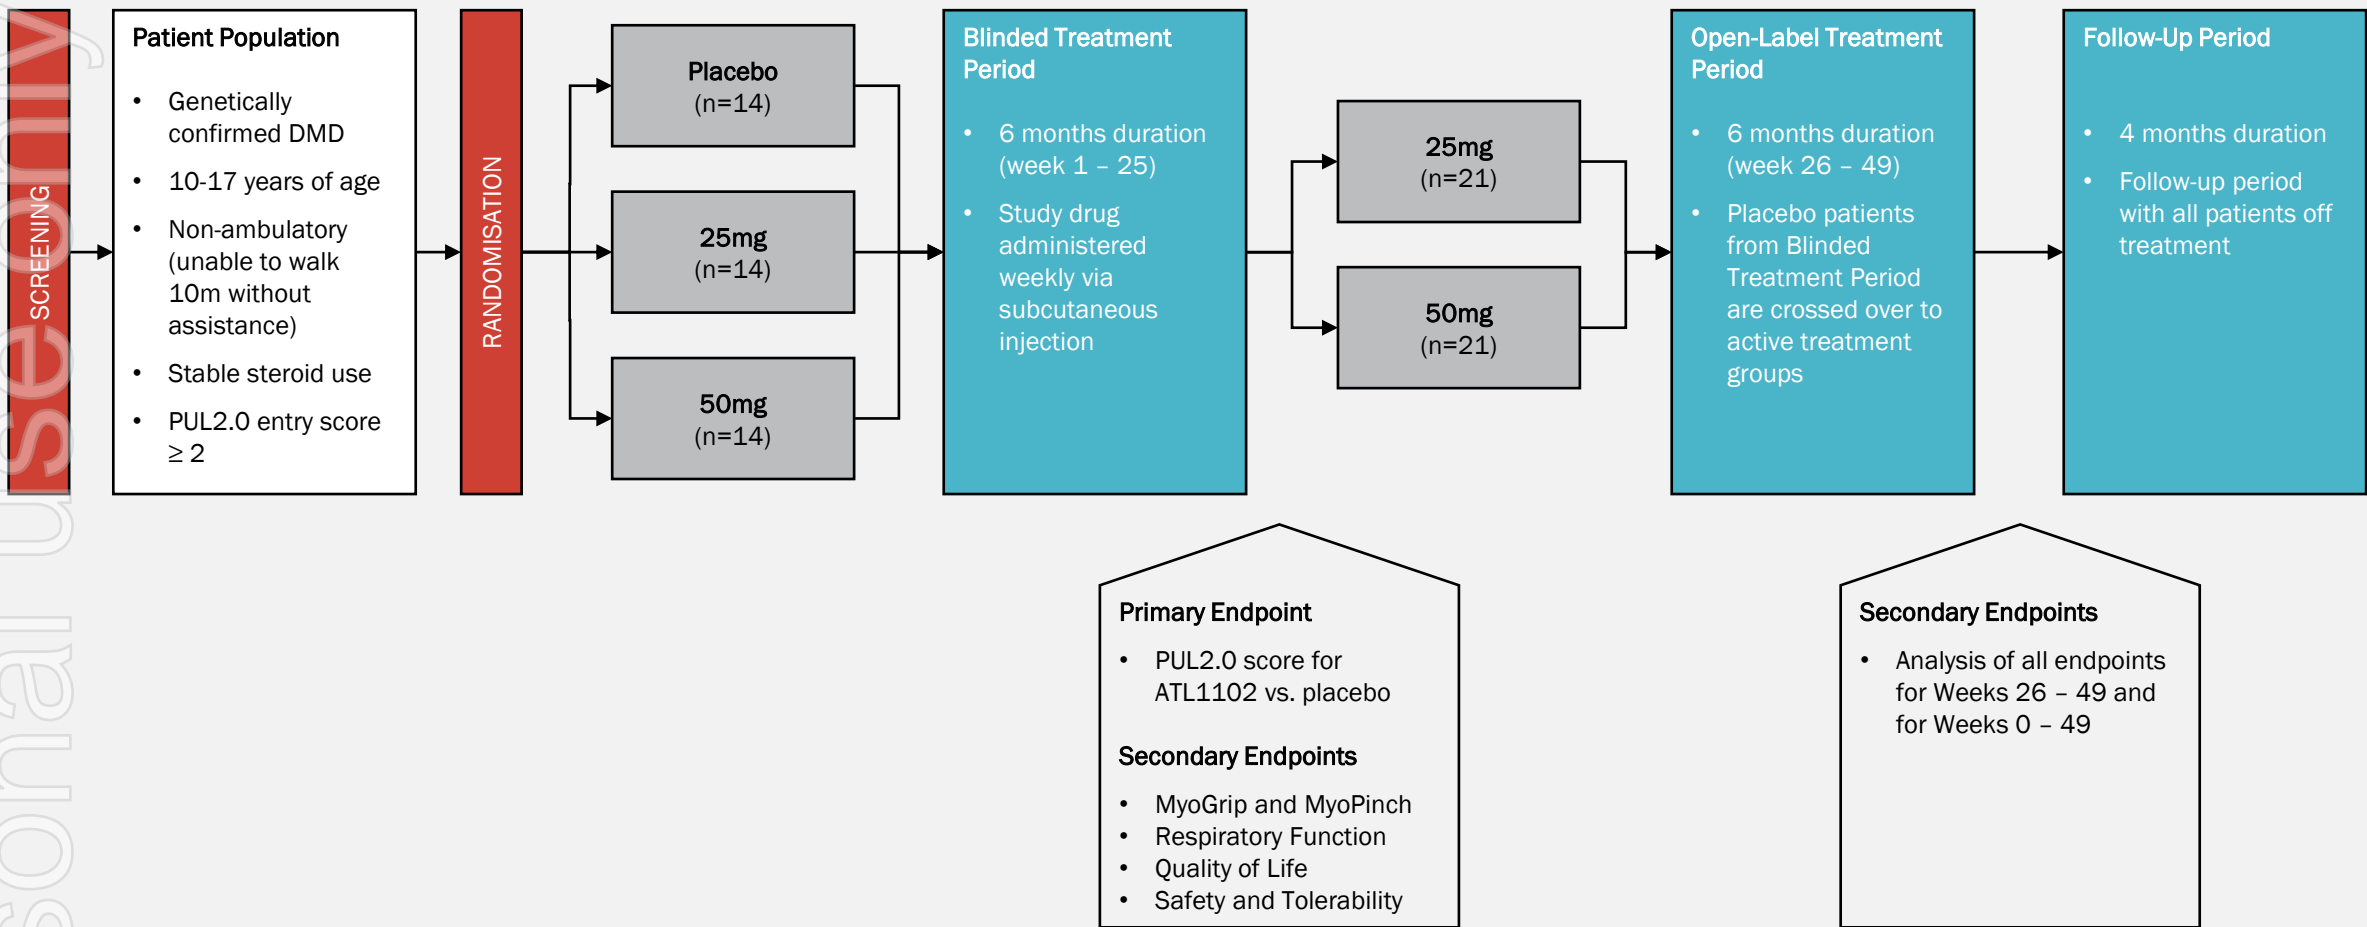 SCREENING
Patient Population
• Genetically
confirmed DMD
• 10-17 years of age
• Non-ambulatory
(unable to walk
10m without
assistance)
• Stable steroid use
• PUL2.0 entry score
≥ 2
RANDOMISATION
Placebo
(n=14)
25mg
(n=14)
50mg
(n=14)
Blinded Treatment
Period
• 6 months duration
(week 1 – 25)
• Study drug
administered
weekly via
subcutaneous
injection
25mg
(n=21)
50mg
(n=21)
Open-Label Treatment
Period
• 6 months duration
(week 26 – 49)
• Placebo patients
from Blinded
Treatment Period
are crossed over to
active treatment
groups
Follow-Up Period
• 4 months duration
• Follow-up period
with all patients off
treatment
Primary Endpoint
• PUL2.0 score for
ATL1102 vs. placebo
Secondary Endpoints
• MyoGrip and MyoPinch
• Respiratory Function
• Quality of Life
• Safety and Tolerability
Secondary Endpoints
• Analysis of all endpoints
for Weeks 26 – 49 and
for Weeks 0 – 49
sonal use only